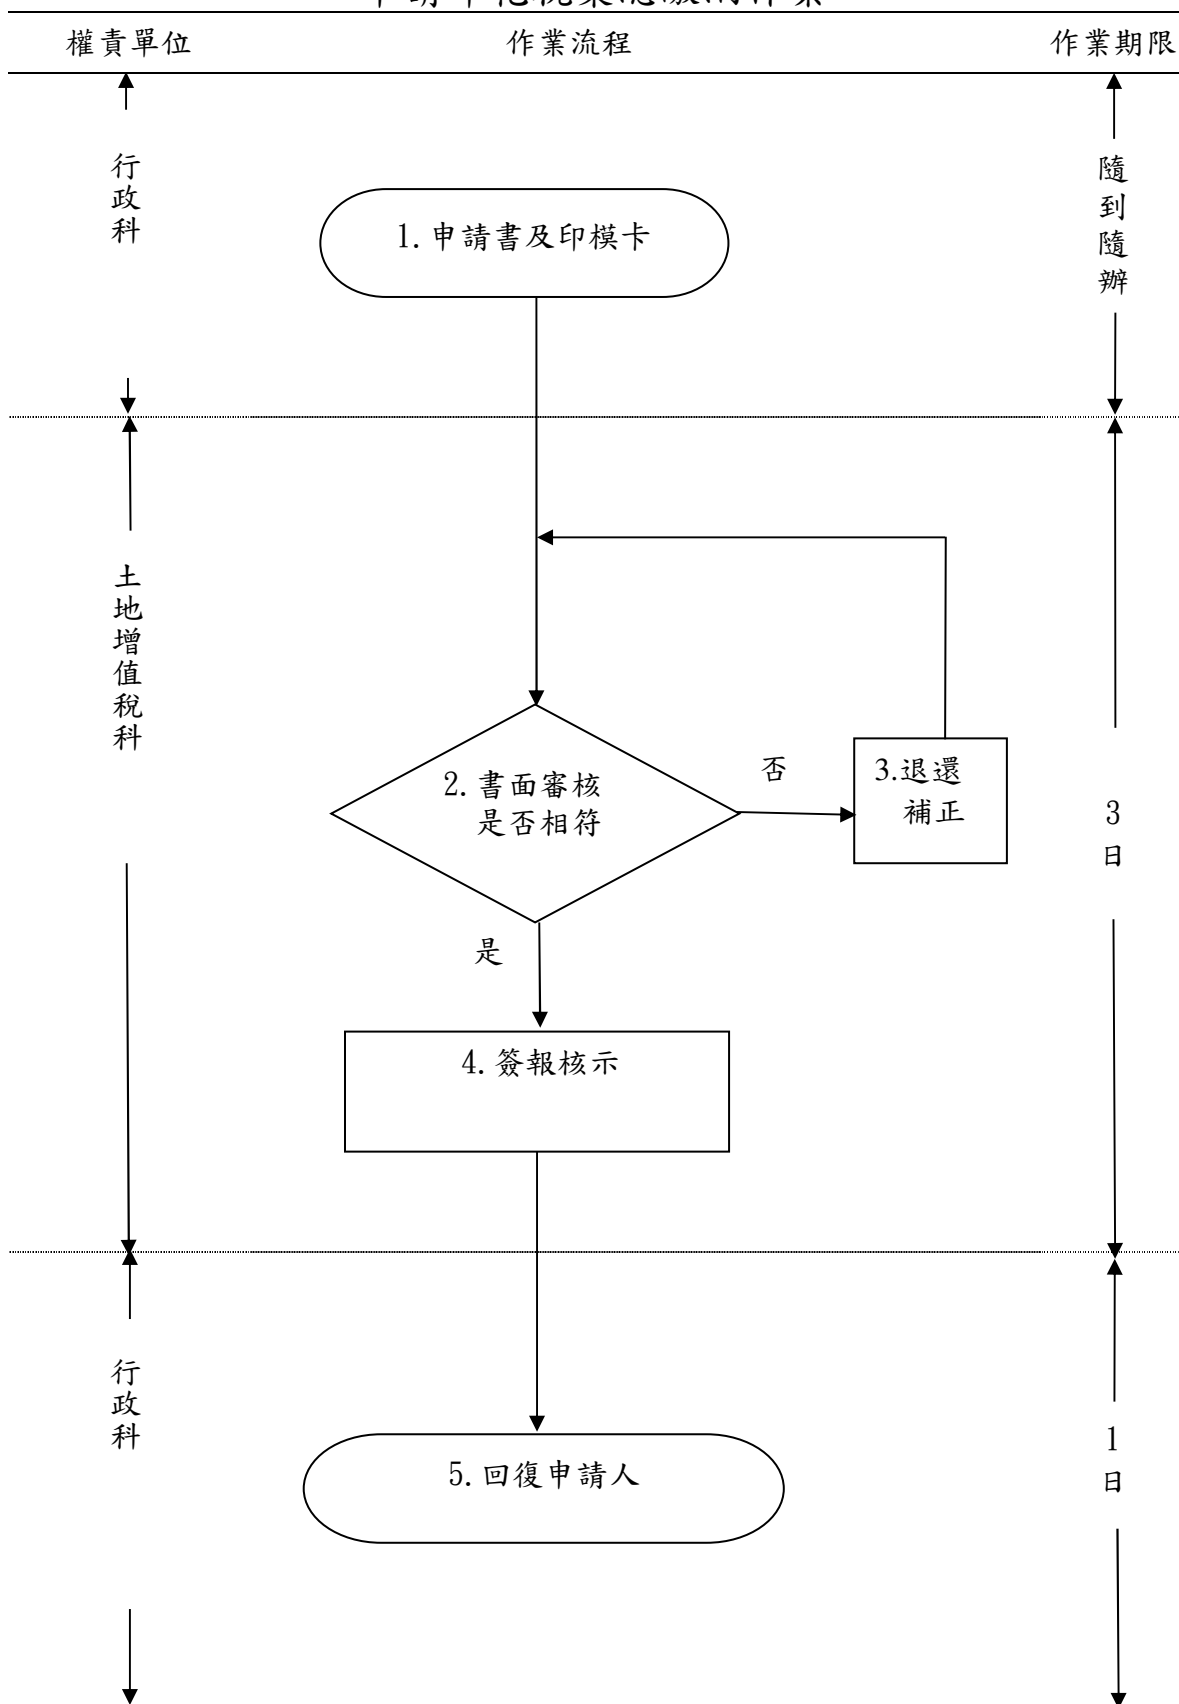 權責單位
作業流程
作業期限
行政科
隨到隨辦
1.申請書及印模卡
土地增值稅科
2.書面審核
是否相符
否
3.退還
補正
3日
是
4.簽報核示
行政科
1日
5.回復申請人